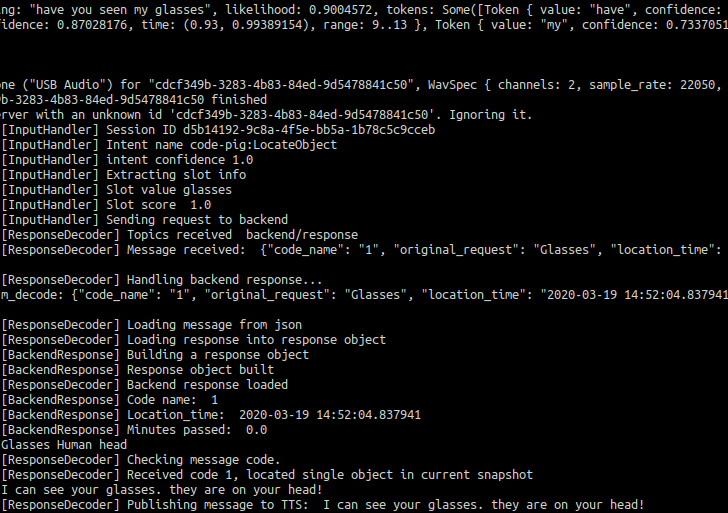 ng: "have you seen my glasses", likelihood: 0.9004572, tokens: Some([Token { value: "have", confidence:
fidence: 0.87028176, time: (0.93, 0.99389154), range: 9..13 }, Token { value: "my", confidence: 0.7337051
one ("USB Audio") for "cdcf349b-3283-4b83-84ed-9d5478841c50", WavSpec { channels: 2, sample_rate: 22050,
9b-3283-4b83-84ed-9d5478841c50 finished
erver with an unknown id 'cdcf349b-3283-4b83-84ed-9d5478841c50'. Ignoring it.
[InputHandler] Session ID d5b14192-9c8a-4f5e-bb5a-1b78c5c9cceb
[InputHandler] Intent name code-pig:LocateObject
[InputHandler] intent confidence 1.0
[InputHandler] Extracting slot info
[InputHandler] Slot value glasses
[InputHandler] Slot score  1.0
[InputHandler] Sending request to backend
[ResponseDecoder] Topics received  backend/response
[ResponseDecoder] Message received:  {"code_name": "1", "original_request": "Glasses", "location_time":
[ResponseDecoder] Handling backend response...
m_decode: {"code_name": "1", "original_request": "Glasses", "location_time": "2020-03-19 14:52:04.837941
[ResponseDecoder] Loading message from json
[ResponseDecoder] Loading response into response object
[BackendResponse] Building a response object
[BackendResponse] Response object built
[ResponseDecoder] Backend response loaded
[BackendResponse] Code name:  1
[BackendResponse] Location_time:  2020-03-19 14:52:04.837941
[BackendResponse] Minutes passed:  0.0
Glasses Human head
[ResponseDecoder] Checking message code.
[ResponseDecoder] Received code 1, located single object in current snapshot
I can see your glasses. they are on your head!
[ResponseDecoder] Publishing message to TTS:  I can see your glasses. they are on your head!